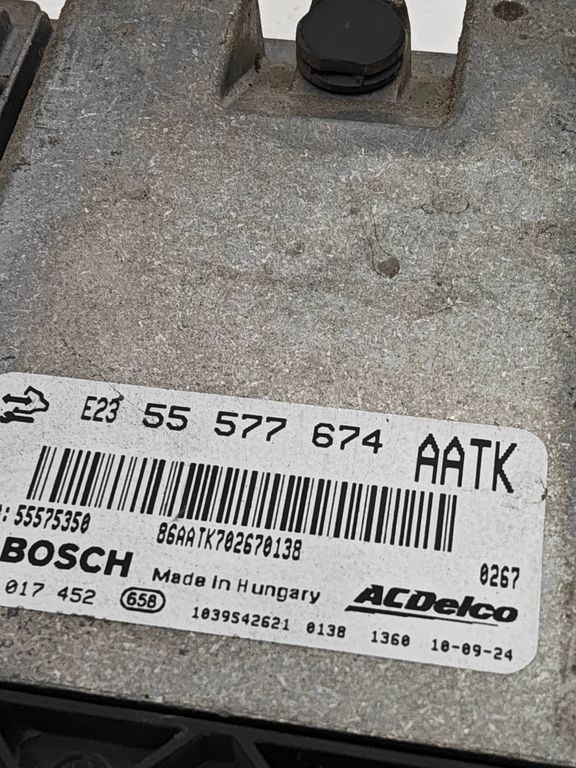 E23 55 577 674 AATK
: 55575350 86AATK702670138 0267
BOSCH Made in Hungary ACDelco
017 452 658 1039S42621 0138 1360 10-09-24